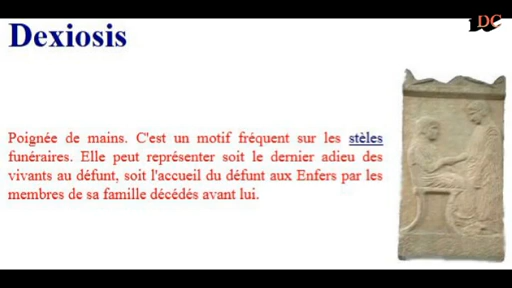 DC
Dexiosis
Poignée de mains. C'est un motif fréquent sur les stèles
funéraires. Elle peut représenter soit le dernier adieu des
vivants au défunt, soit l'accueil du défunt aux Enfers par les
membres de sa famille décédés avant lui.